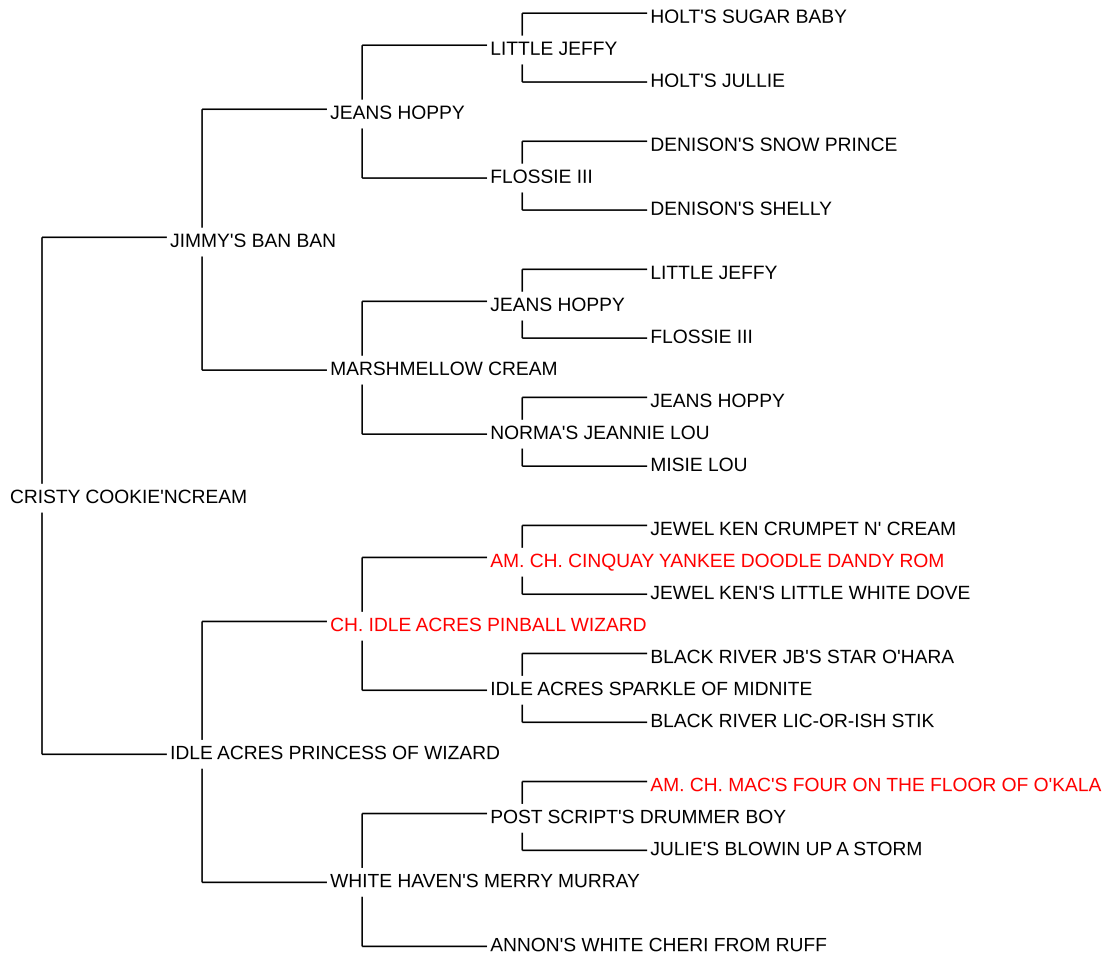 HOLT'S SUGAR BABY
LITTLE JEFFY
HOLT'S JULLIE
JEANS HOPPY
DENISON'S SNOW PRINCE
FLOSSIE III
DENISON'S SHELLY
JIMMY'S BAN BAN
LITTLE JEFFY
JEANS HOPPY
FLOSSIE III
MARSHMELLOW CREAM
JEANS HOPPY
NORMA'S JEANNIE LOU
MISIE LOU
CRISTY COOKIE'NCREAM
JEWEL KEN CRUMPET N' CREAM
AM. CH. CINQUAY YANKEE DOODLE DANDY ROM
JEWEL KEN'S LITTLE WHITE DOVE
CH. IDLE ACRES PINBALL WIZARD
BLACK RIVER JB'S STAR O'HARA
IDLE ACRES SPARKLE OF MIDNITE
BLACK RIVER LIC-OR-ISH STIK
IDLE ACRES PRINCESS OF WIZARD
AM. CH. MAC'S FOUR ON THE FLOOR OF O'KALA
POST SCRIPT'S DRUMMER BOY
JULIE'S BLOWIN UP A STORM
WHITE HAVEN'S MERRY MURRAY
ANNON'S WHITE CHERI FROM RUFF